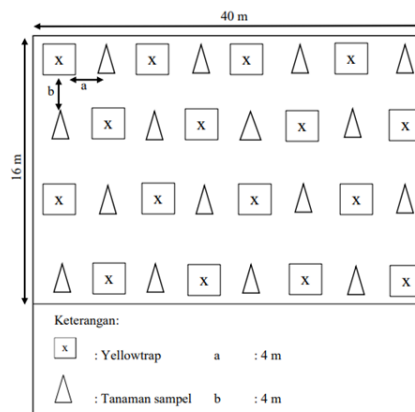 40 m
X X X X
a
b
X X X X
16 m
X X X X
X X X X
Keterangan:
X : Yellowtrap a : 4 m
: Tanaman sampel b : 4 m